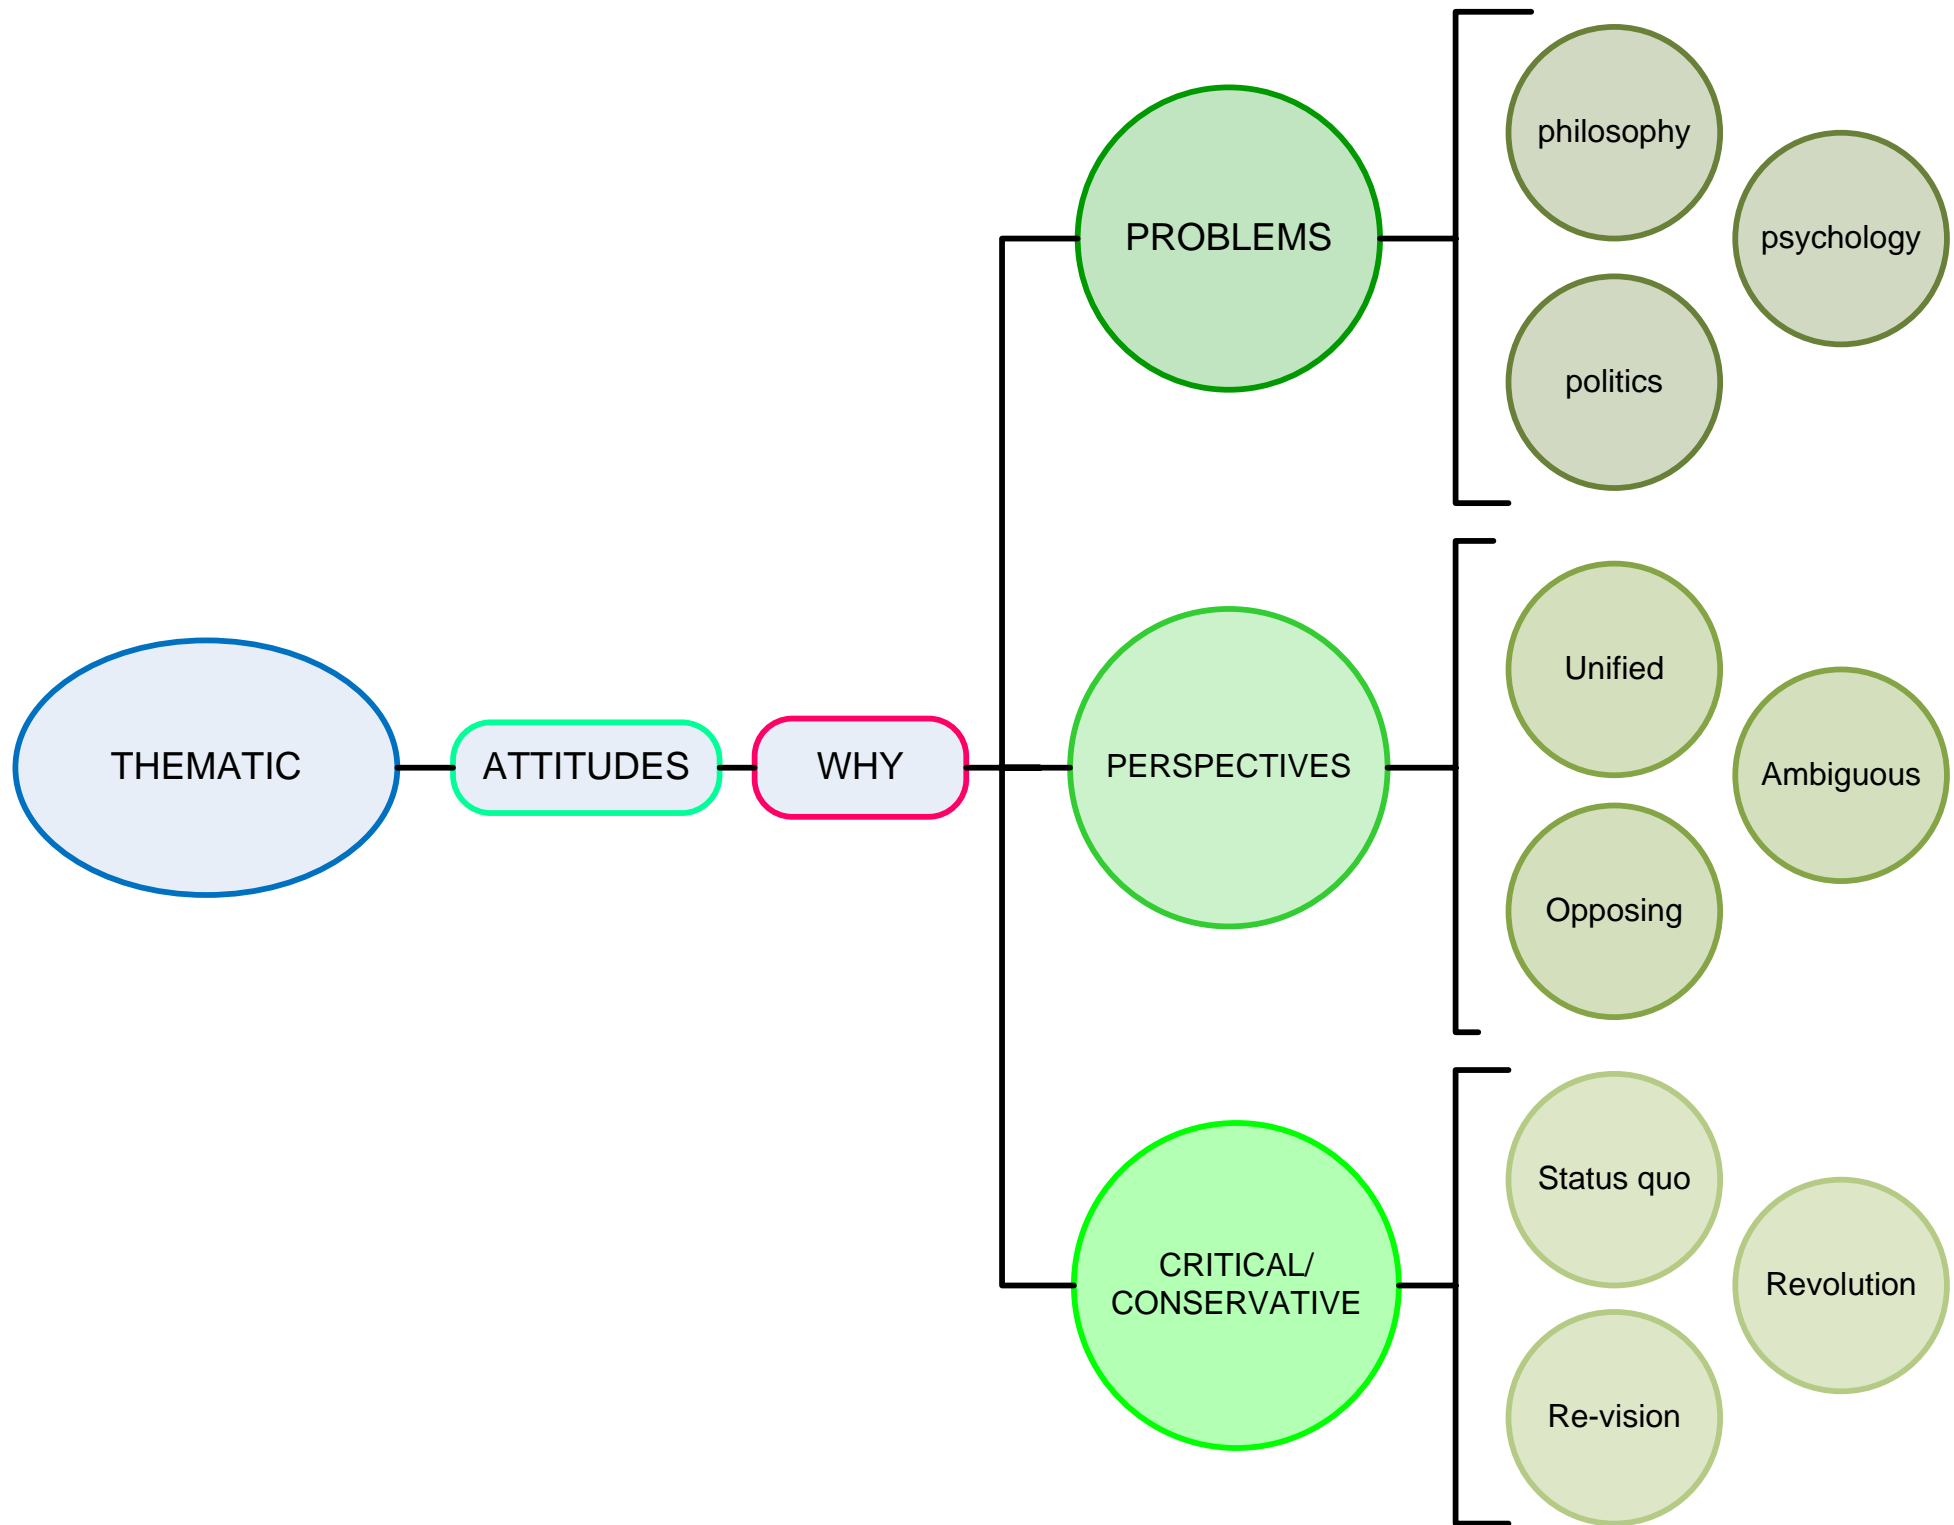 THEMATIC
ATTITUDES
WHY
PROBLEMS
philosophy
psychology
politics
PERSPECTIVES
Unified
Ambiguous
Opposing
CRITICAL/
CONSERVATIVE
Status quo
Revolution
Re-vision